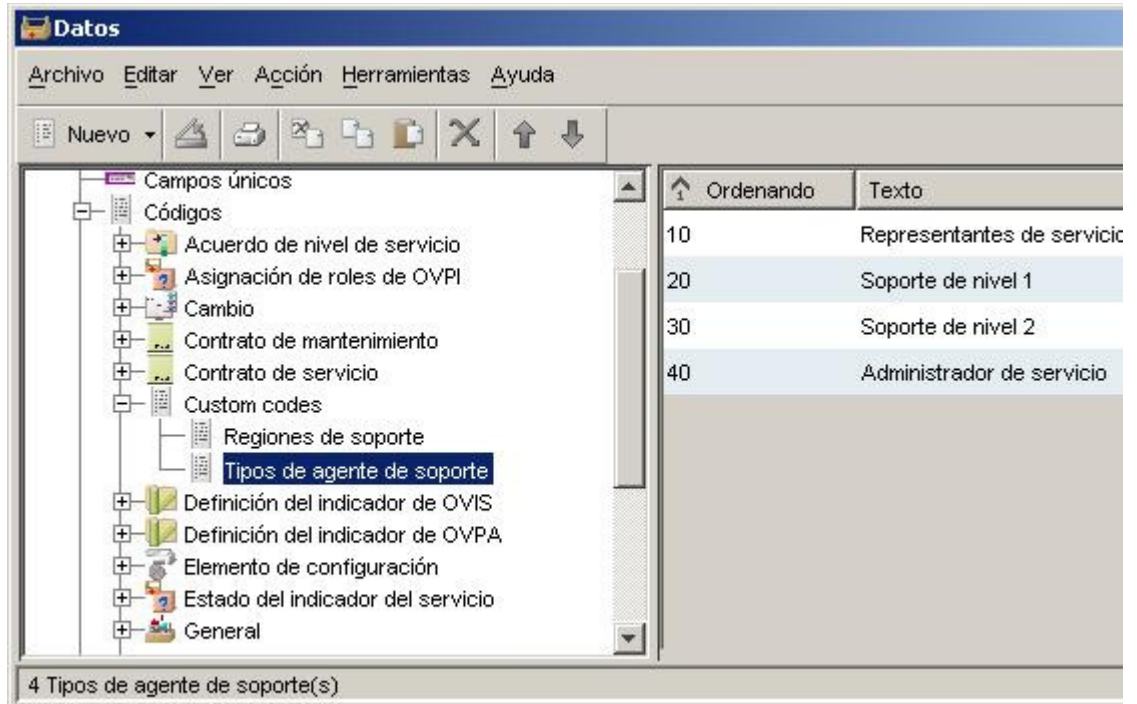 Datos
Archivo Editar Ver Acción Herramientas Ayuda
Nuevo
Campos únicos
Códigos
Acuerdo de nivel de servicio
Asignación de roles de OVPI
Cambio
Contrato de mantenimiento
Contrato de servicio
Custom codes
Regiones de soporte
Tipos de agente de soporte
Definición del indicador de OVIS
Definición del indicador de OVPA
Elemento de configuración
Estado del indicador del servicio
General
1 Ordenando Texto
10 Representantes de servicio
20 Soporte de nivel 1
30 Soporte de nivel 2
40 Administrador de servicio
4 Tipos de agente de soporte(s)